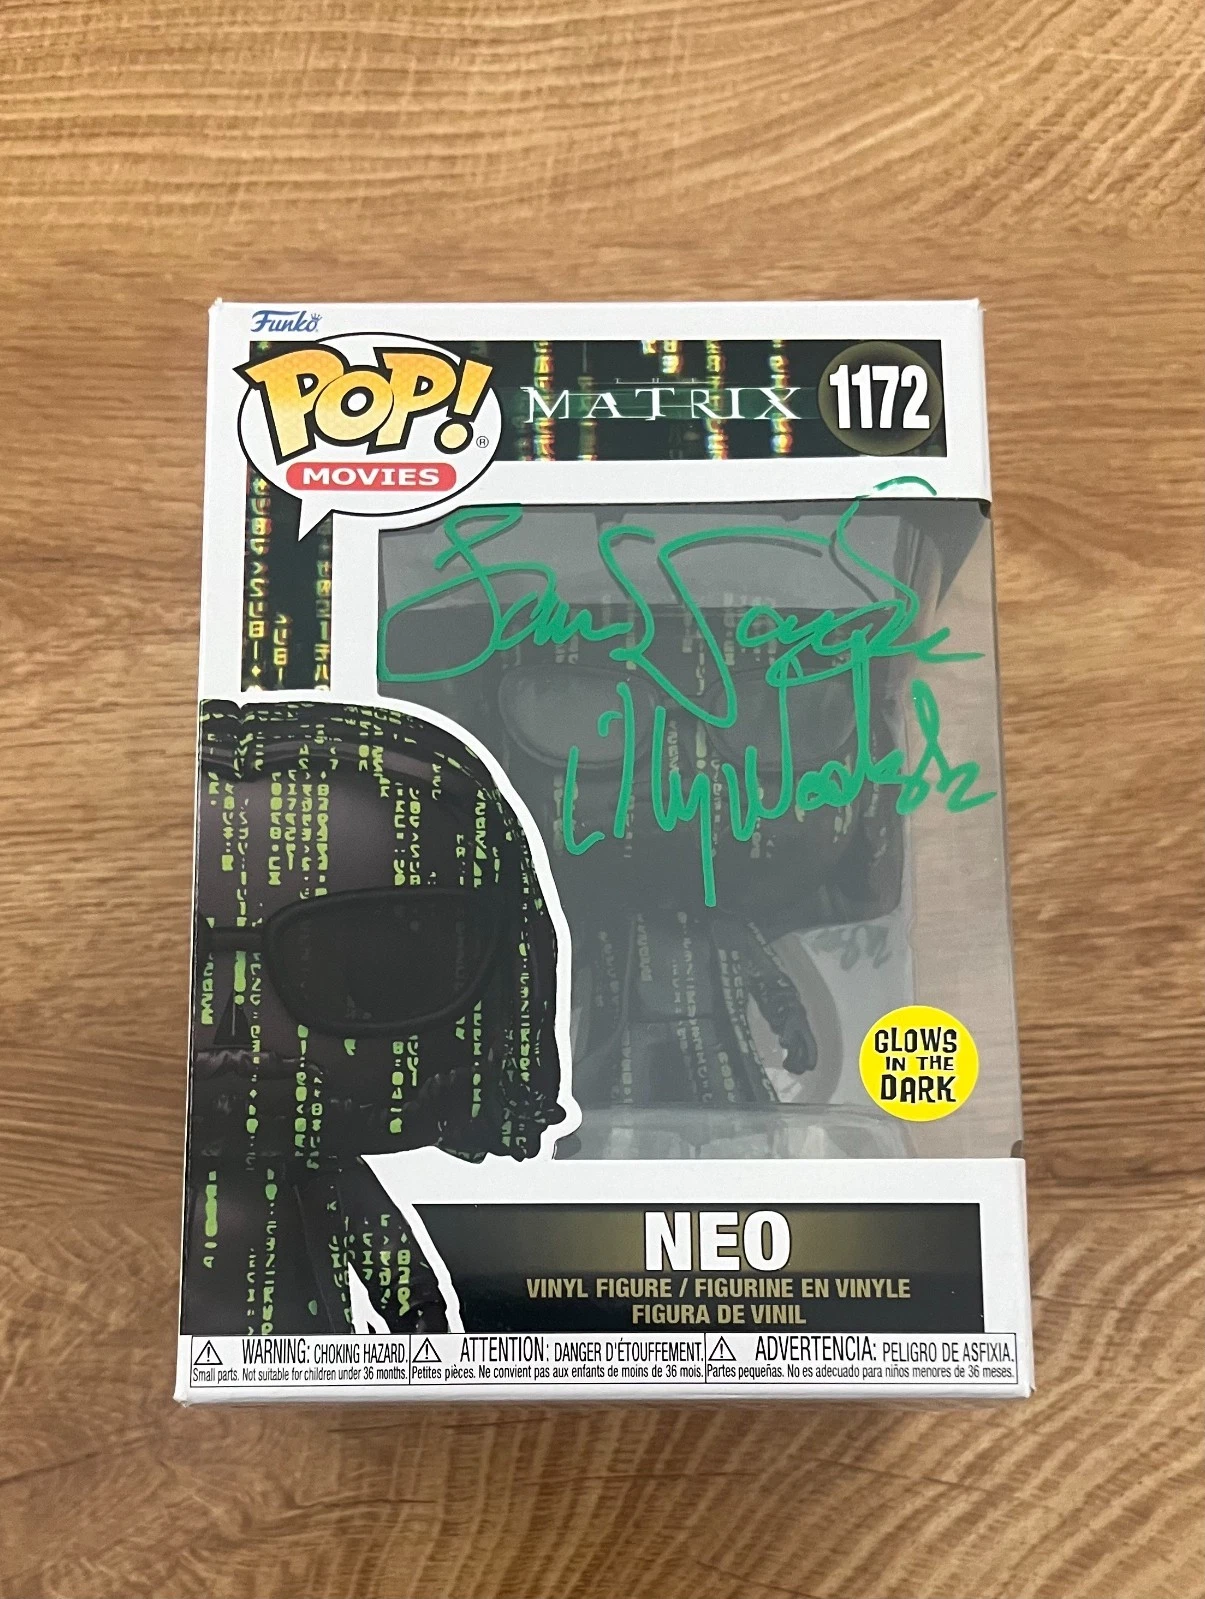 Funko
POP!®
MOVIES
THE
MATRIX
1172
GLOWS
IN THE
DARK
NEO
VINYL FIGURE / FIGURINE EN VINYLE
FIGURA DE VINIL
WARNING: CHOKING HAZARD.
Small parts. Not suitable for children under 36 months.
ATTENTION: DANGER D'ÉTOUFFEMENT.
Petites pièces. Ne convient pas aux enfants de moins de 36 mois.
ADVERTENCIA: PELIGRO DE ASFIXIA.
Partes pequeñas. No es adecuado para niños menores de 36 meses.